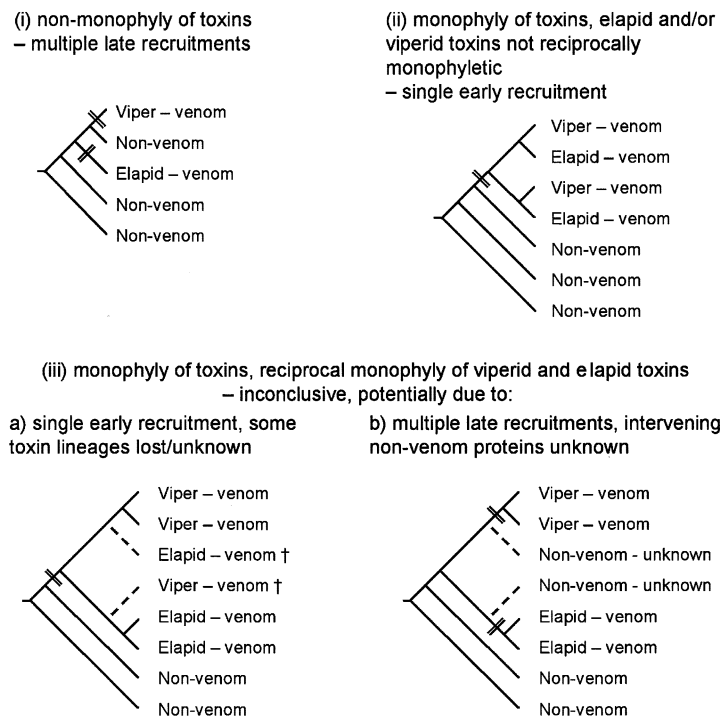 (i) non-monophyly of toxins
– multiple late recruitments
Viper – venom
Non-venom
Elapid – venom
Non-venom
Non-venom
(ii) monophyly of toxins, elapid and/or
viperid toxins not reciprocally
monophyletic
– single early recruitment
Viper – venom
Elapid – venom
Viper – venom
Elapid – venom
Non-venom
Non-venom
Non-venom
(iii) monophyly of toxins, reciprocal monophyly of viperid and elapid toxins
– inconclusive, potentially due to:
a) single early recruitment, some
toxin lineages lost/unknown
Viper – venom
Viper – venom
Elapid – venom †
Viper – venom †
Elapid – venom
Elapid – venom
Non-venom
Non-venom
b) multiple late recruitments, intervening
non-venom proteins unknown
Viper – venom
Viper – venom
Non-venom - unknown
Non-venom - unknown
Elapid – venom
Elapid – venom
Non-venom
Non-venom